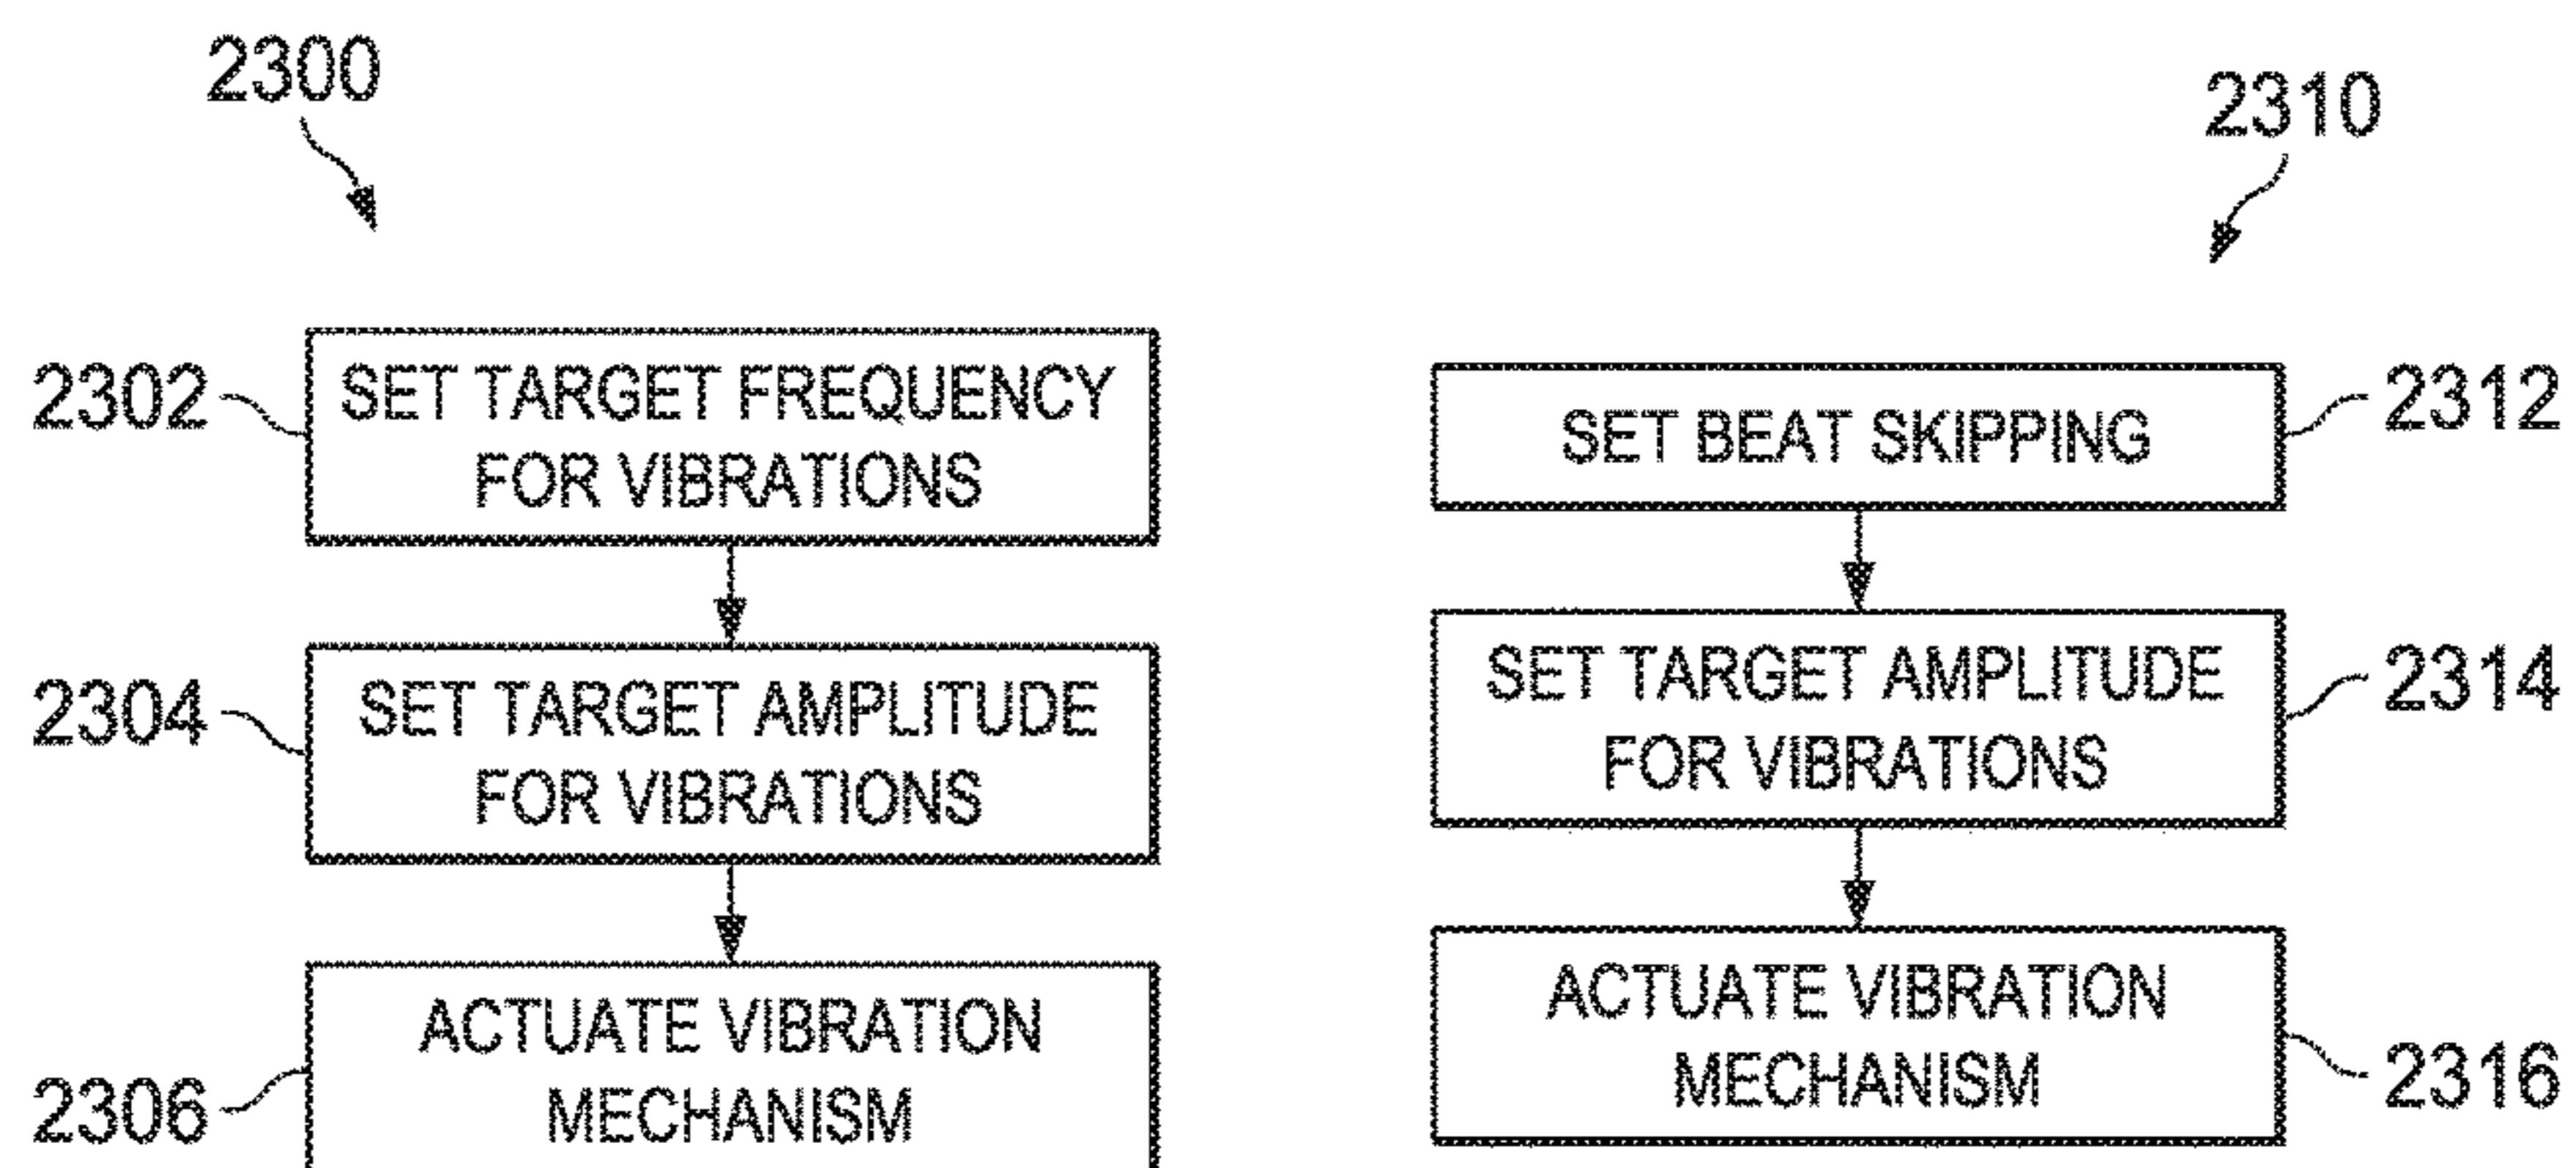 2300
2302
SET TARGET FREQUENCY
FOR VIBRATIONS
2304
SET TARGET AMPLITUDE
FOR VIBRATIONS
2306
ACTUATE VIBRATION
MECHANISM
2310
SET BEAT SKIPPING
2312
SET TARGET AMPLITUDE
FOR VIBRATIONS
2314
ACTUATE VIBRATION
MECHANISM
2316